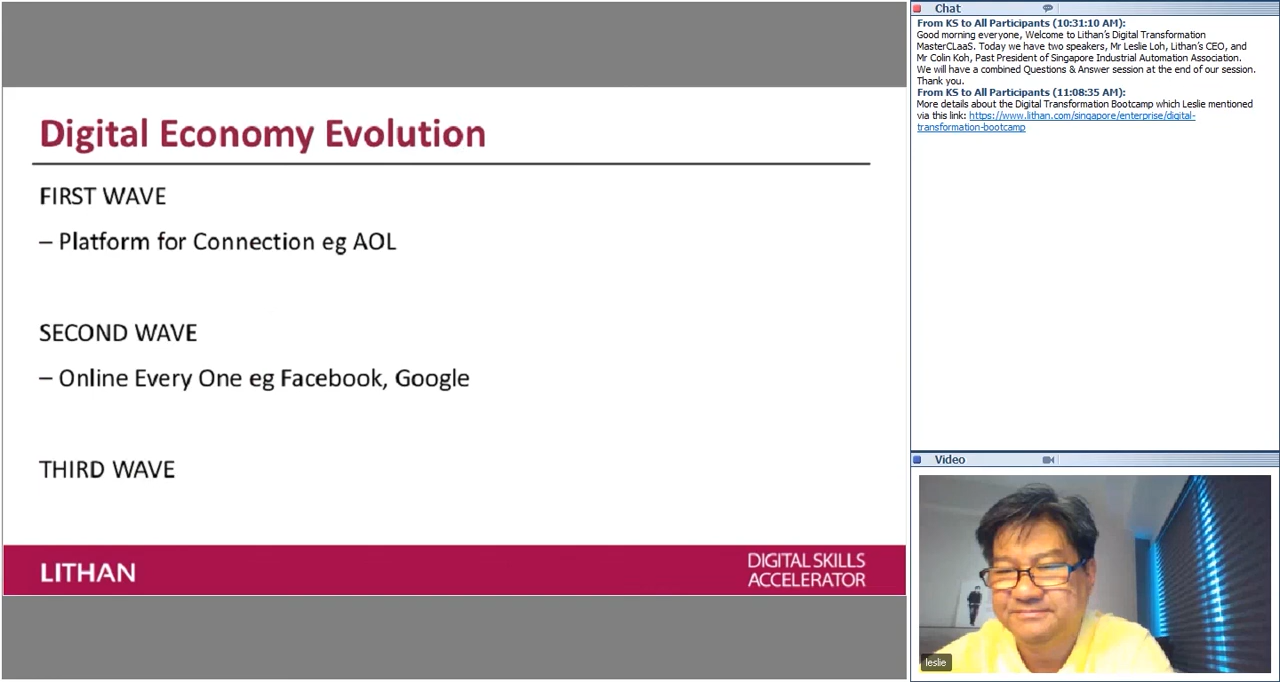 Digital Economy Evolution
FIRST WAVE
– Platform for Connection eg AOL
SECOND WAVE
– Online Every One eg Facebook, Google
THIRD WAVE
LITHAN
DIGITAL SKILLS
ACCELERATOR
Chat
From KS to All Participants (10:31:10 AM):
Good morning everyone, Welcome to Lithan's Digital Transformation
MasterCLaaS. Today we have two speakers, Mr Leslie Loh, Lithan's CEO, and
Mr Colin Koh, Past President of Singapore Industrial Automation Association.
We will have a combined Questions & Answer session at the end of our session.
Thank you.
From KS to All Participants (11:08:35 AM):
More details about the Digital Transformation Bootcamp which Leslie mentioned
via this link: https://www.lithan.com/singapore/enterprise/digital-
transformation-bootcamp
Video
leslie